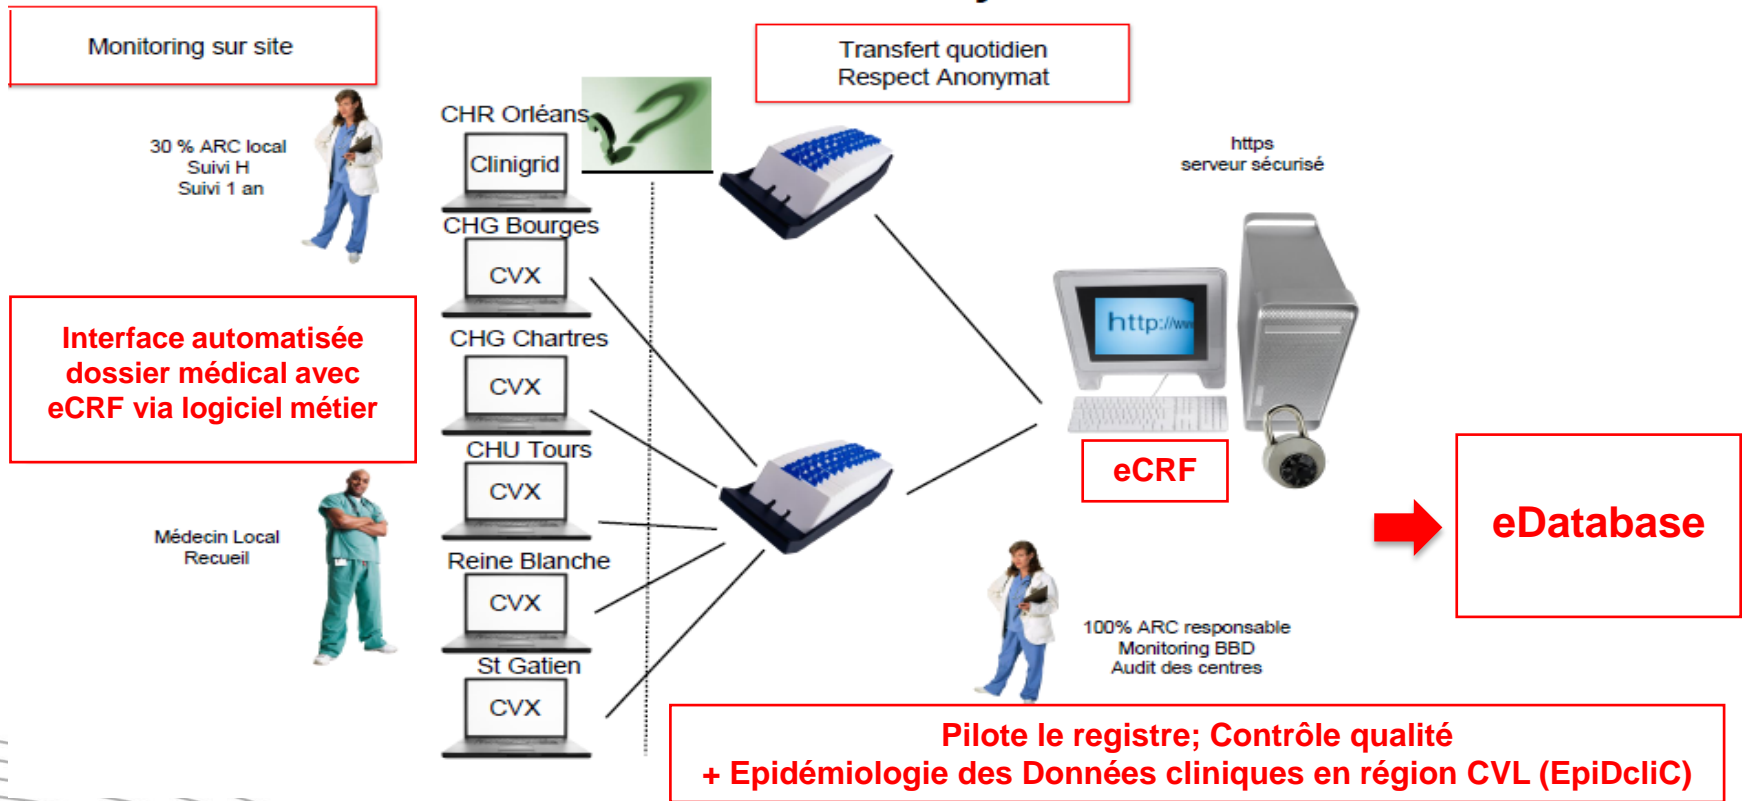 Monitoring sur site
Transfert quotidien
Respect Anonymat
30 % ARC local
Suivi H
Suivi 1 an
CHR Orléans
Clinigrid
https
serveur sécurisé
CHG Bourges
CVX
Interface automatisée
dossier médical avec
eCRF via logiciel métier
CHG Chartres
CVX
http://ww
CHU Tours
CVX
eCRF
eDatabase
Médecin Local
Recueil
Reine Blanche
CVX
100% ARC responsable
Monitoring BBD
Audit des centres
St Gatien
CVX
Pilote le registre; Contrôle qualité
+ Epidémiologie des Données cliniques en région CVL (EpiDcliC)